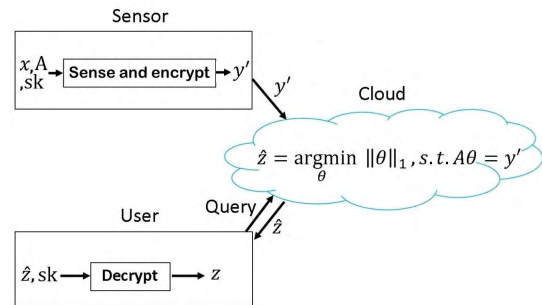 Sensor
x,A
,sk
Sense and encrypt
y′
y′
Cloud
ẑ = argmin ‖θ‖₁, s.t. Aθ = y′
θ
Query
ẑ
User
ẑ,sk
Decrypt
z